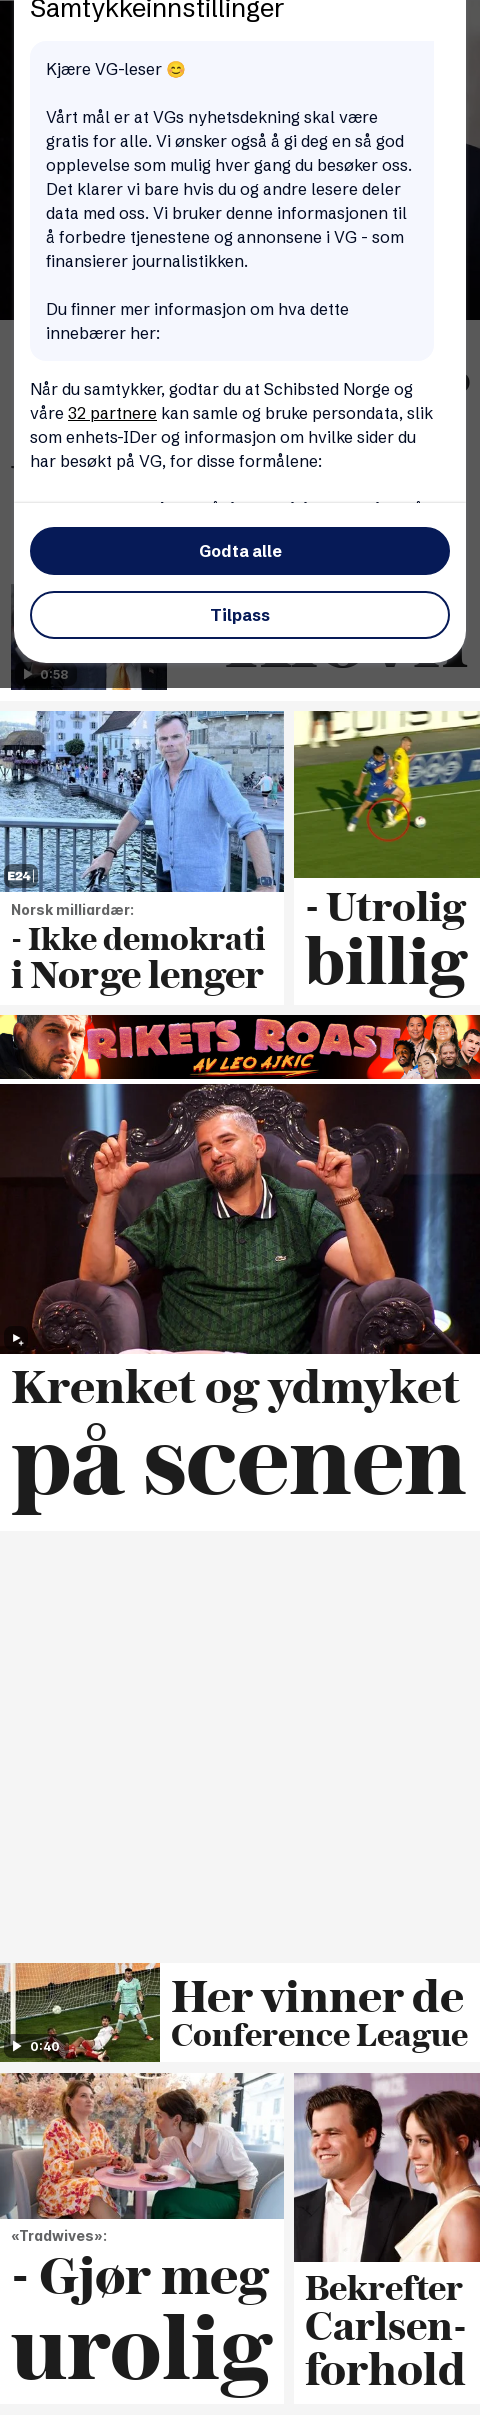 Samtykkeinnstillinger
Kjære VG-leser 😊
Vårt mål er at VGs nyhetsdekning skal være
gratis for alle. Vi ønsker også å gi deg en så god
opplevelse som mulig hver gang du besøker oss.
Det klarer vi bare hvis du og andre lesere deler
data med oss. Vi bruker denne informasjonen til
å forbedre tjenestene og annonsene i VG - som
finansierer journalistikken.
Du finner mer informasjon om hva dette
innebærer her:
Når du samtykker, godtar du at Schibsted Norge og
våre 32 partnere kan samle og bruke persondata, slik
som enhets-IDer og informasjon om hvilke sider du
har besøkt på VG, for disse formålene:
Godta alle
Tilpass
0:58
E24
Norsk milliardær:
- Ikke demokrati
i Norge lenger
- Utrolig
billig
RIKETS ROAST
AV LEO AJKIC
Krenket og ydmyket
på scenen
0:40
Her vinner de
Conference League
«Tradwives»:
- Gjør meg
urolig
Bekrefter
Carlsen-
forhold